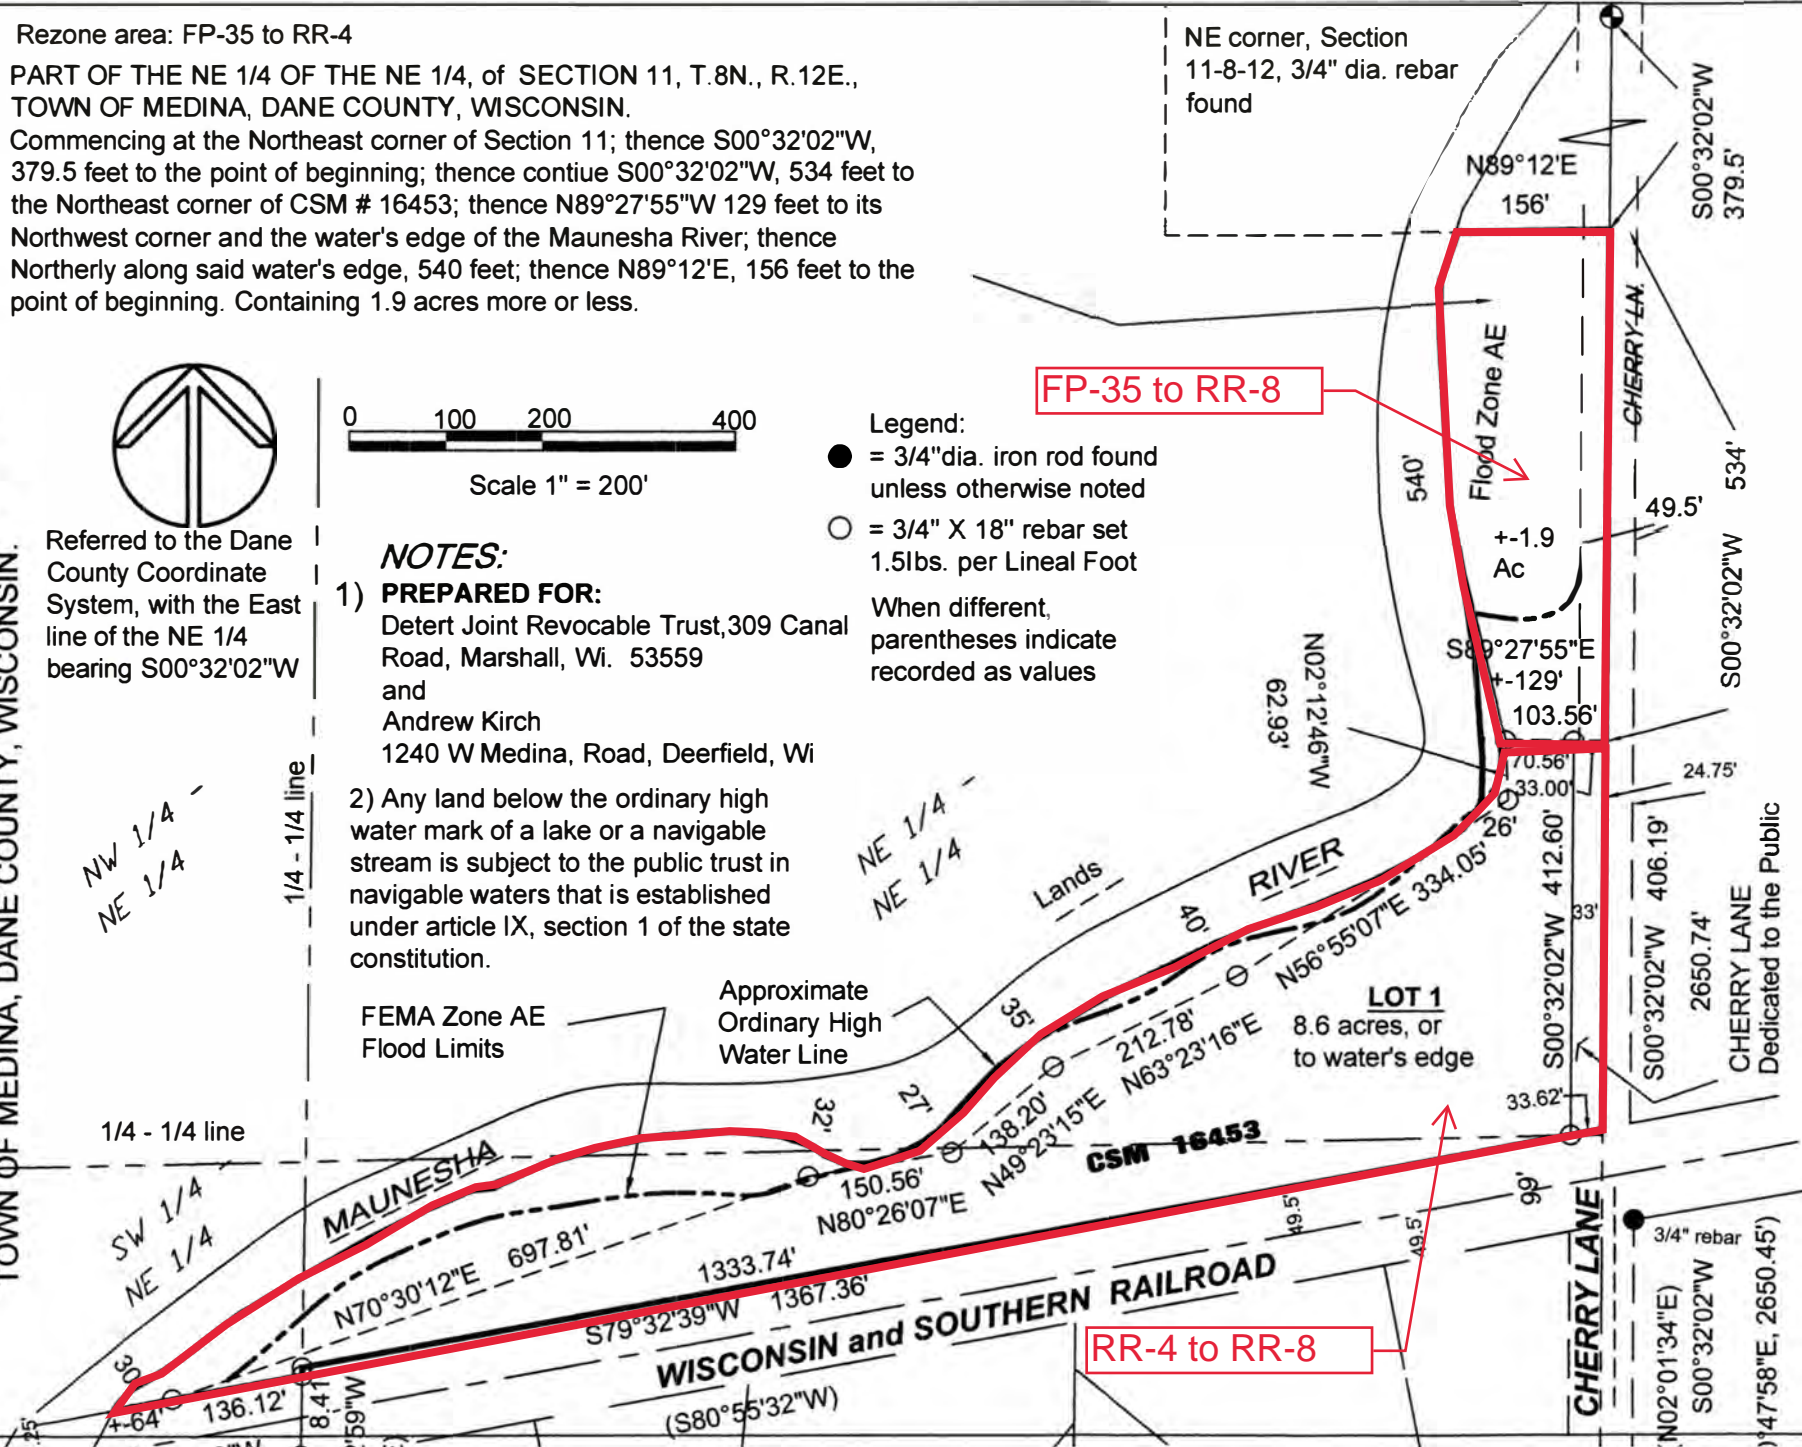 Rezone area: FP-35 to RR-4
PART OF THE NE 1/4 OF THE NE 1/4, of SECTION 11, T.8N., R.12E.,
TOWN OF MEDINA, DANE COUNTY, WISCONSIN.
Commencing at the Northeast corner of Section 11; thence S00°32'02"W,
379.5 feet to the point of beginning; thence contiue S00°32'02"W, 534 feet to
the Northeast corner of CSM # 16453; thence N89°27'55"W 129 feet to its
Northwest corner and the water's edge of the Maunesha River; thence
Northerly along said water's edge, 540 feet; thence N89°12'E, 156 feet to the
point of beginning. Containing 1.9 acres more or less.
NE corner, Section
11-8-12, 3/4" dia. rebar
found
S00°32'02"W
379.5'
N89°12'E
156'
TOWN OF MEDINA, DANE COUNTY, WISCONSIN.
0 100 200 400
Scale 1" = 200'
Referred to the Dane
County Coordinate
System, with the East
line of the NE 1/4
bearing S00°32'02"W
Legend:
= 3/4"dia. iron rod found
unless otherwise noted
= 3/4" X 18" rebar set
1.5lbs. per Lineal Foot
When different,
parentheses indicate
recorded as values
NOTES:
1) PREPARED FOR:
Detert Joint Revocable Trust,309 Canal
Road, Marshall, Wi. 53559
and
Andrew Kirch
1240 W Medina, Road, Deerfield, Wi
2) Any land below the ordinary high
water mark of a lake or a navigable
stream is subject to the public trust in
navigable waters that is established
under article IX, section 1 of the state
constitution.
FP-35 to RR-8
Flood Zone AE
CHERRY LN.
540'
534'
S00°32'02"W
49.5'
+-1.9
Ac
S89°27'55"E
+-129'
103.56'
N02°12'46"W
62.93'
70.56'
33.00'
24.75'
26'
1/4 - 1/4 line
NW 1/4
NE 1/4
NE 1/4
NE 1/4
Lands
RIVER
40'
N56°55'07"E 334.05'
S00°32'02"W 412.60'
33'
S00°32'02"W 406.19'
2650.74'
CHERRY LANE
Dedicated to the Public
FEMA Zone AE
Flood Limits
Approximate
Ordinary High
Water Line
35'
212.78'
N63°23'16"E
LOT 1
8.6 acres, or
to water's edge
33.62'
27'
32'
138.20'
N49°23'15"E
CSM 16453
1/4 - 1/4 line
SW 1/4
NE 1/4
MAUNESHA
150.56'
N80°26'07"E
697.81'
N70°30'12"E
1333.74'
1367.36'
S79°32'39"W
49.5'
49.5'
99'
WISCONSIN and SOUTHERN RAILROAD
(S80°55'32"W)
RR-4 to RR-8
CHERRY LANE
3/4" rebar
(N02°01'34"E)
S00°32'02"W
47'58"E, 2650.45')
30'
+-64'
136.12'
8.41'
59"W